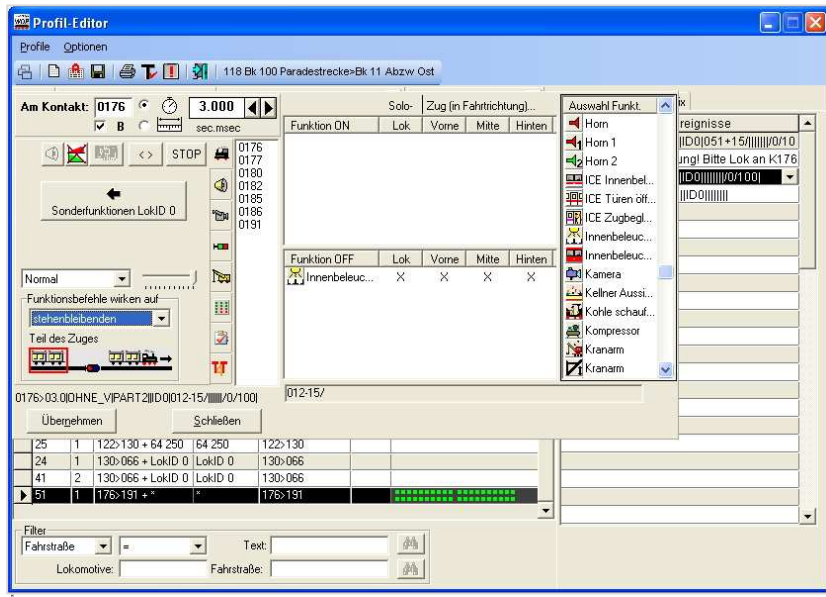 Profil-Editor
Profile Optionen
118 Bk 100 Paradestrecke>Bk 11 Abzw Ost
Am Kontakt: 0176 3.000
B sec.msec
STOP
Sonderfunktionen LokID 0
Normal
Funktionsbefehle wirken auf
stehenbleibenden
Teil des Zuges
0176
0177
0180
0182
0185
0186
0191
Solo- Zug (in Fahrtrichtung)...
Funktion ON Lok Vorne Mitte Hinten
Funktion OFF Lok Vorne Mitte Hinten
Innenbeleuc... X X X X
012-15/
Auswahl Funkt.
Horn
1 Horn 1
2 Horn 2
ICE Innenbel...
ICE Türen öff...
ICE Zugbegl...
Innenbeleuc...
Innenbeleuc...
Kamera
Kellner Aussi...
Kohle schauf...
Kompressor
Kranarm
Kranarm
ix
reignisse
|||ID0|051+15/||||||/0/10
ung! Bitte Lok an K176
||ID0||||||||/0/100|
|||ID0||||||||
0176>03.0|OHNE_V|PART2|||ID0|012-15/||||||/0/100|
Übernehmen Schließen
25 1 122>130 + 64 250 64 250 122>130
24 1 130>066 + LokID 0 LokID 0 130>066
41 2 130>066 + LokID 0 LokID 0 130>066
51 1 176>191 + * * 176>191
Filter
Fahrstraße = Text:
Lokomotive: Fahrstraße: